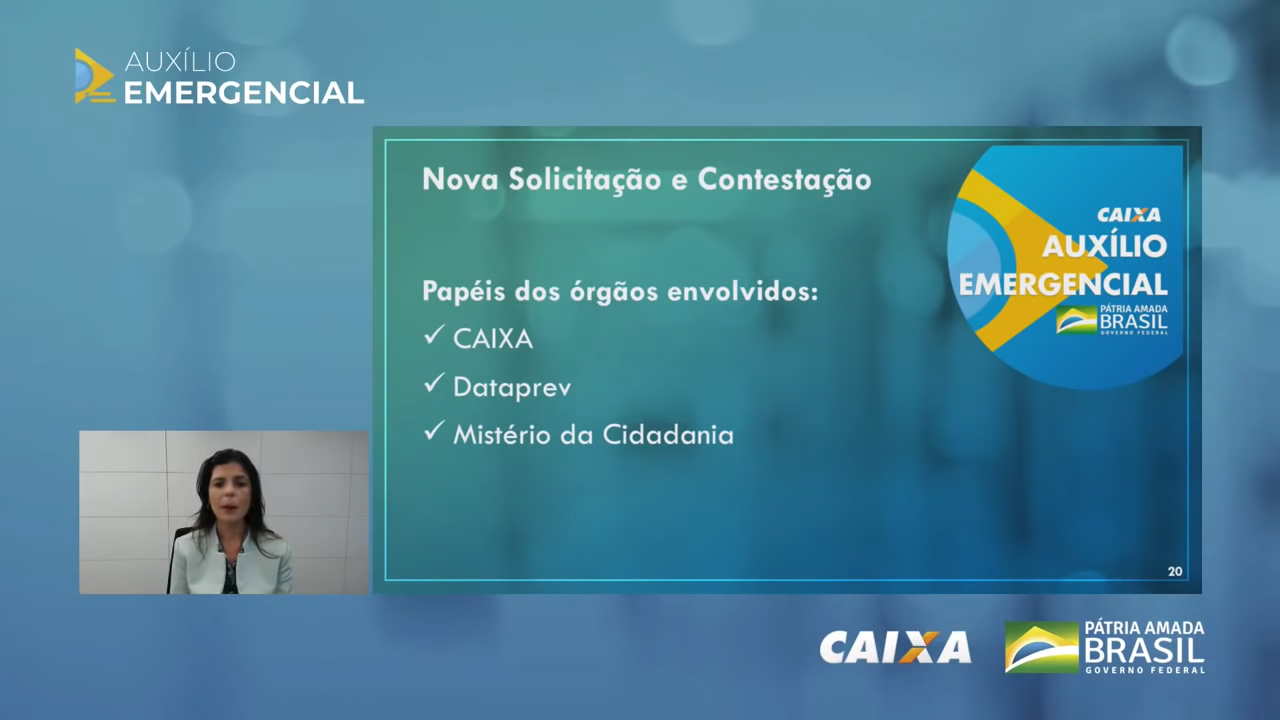 AUXÍLIO
EMERGENCIAL
Nova Solicitação e Contestação
CAIXA
AUXÍLIO
EMERGENCIAL
PÁTRIA AMADA
BRASIL
GOVERNO FEDERAL
Papéis dos órgãos envolvidos:
✓ CAIXA
✓ Dataprev
✓ Mistério da Cidadania
20
CAIXA
PÁTRIA AMADA
BRASIL
GOVERNO FEDERAL